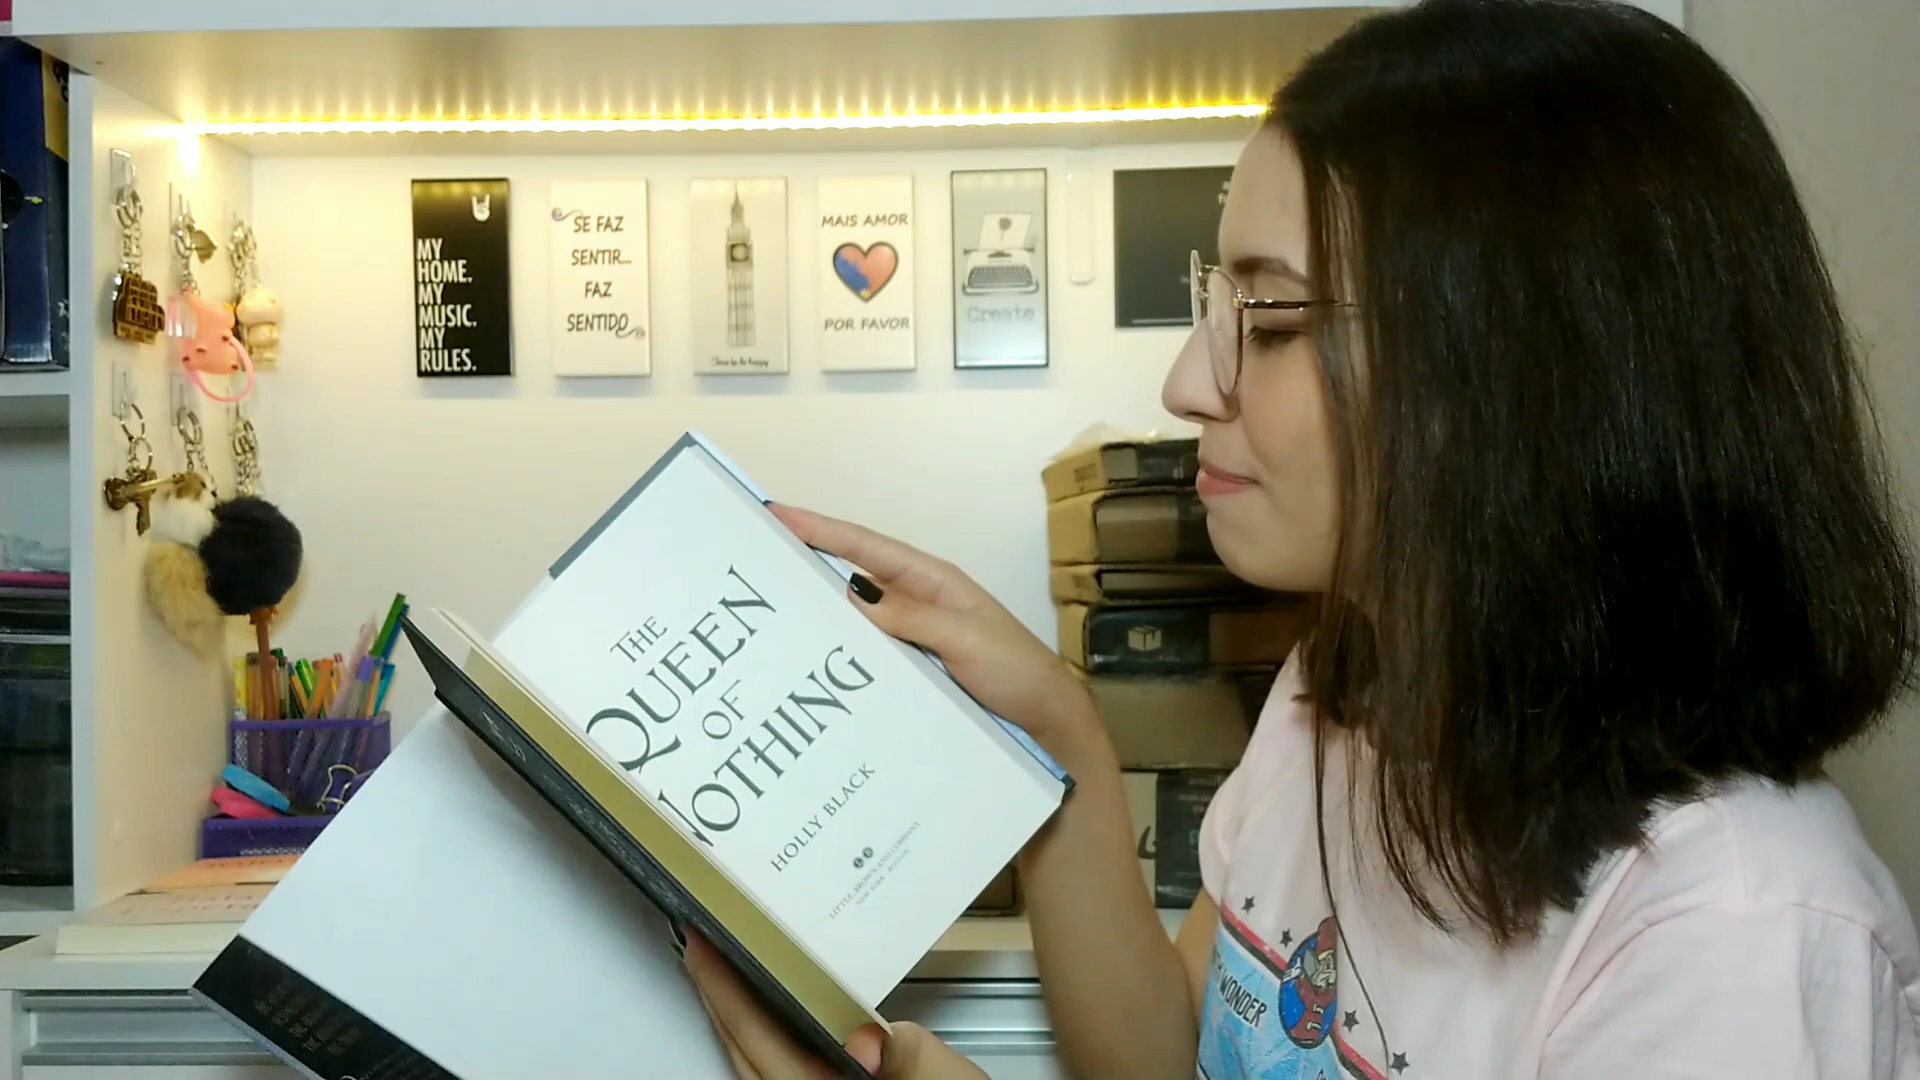 MY
HOME.
MY
MUSIC.
MY
RULES.
SE FAZ
SENTIR...
FAZ
SENTIDO
MAIS AMOR
POR FAVOR
Create
THE
QUEEN
OF
NOTHING
HOLLY BLACK
LITTLE, BROWN AND COMPANY
NEW YORK BOSTON
WONDER